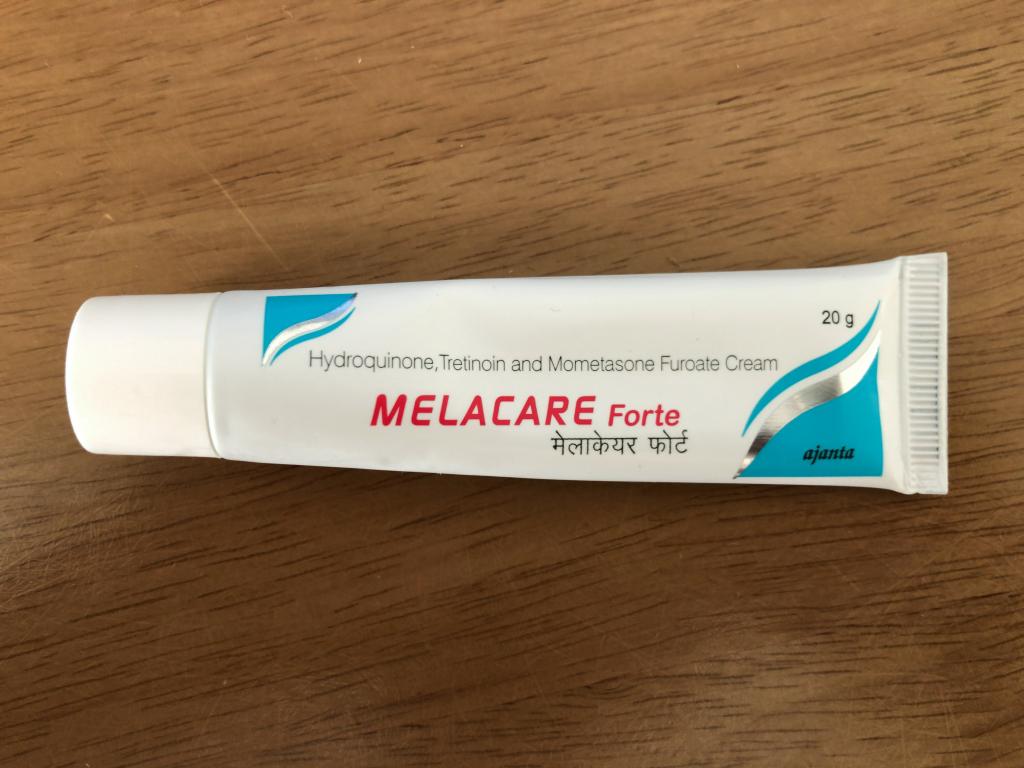 20 g
Hydroquinone, Tretinoin and Mometasone Furoate Cream
MELACARE Forte
मेलाकेयर फोर्ट
ajanta